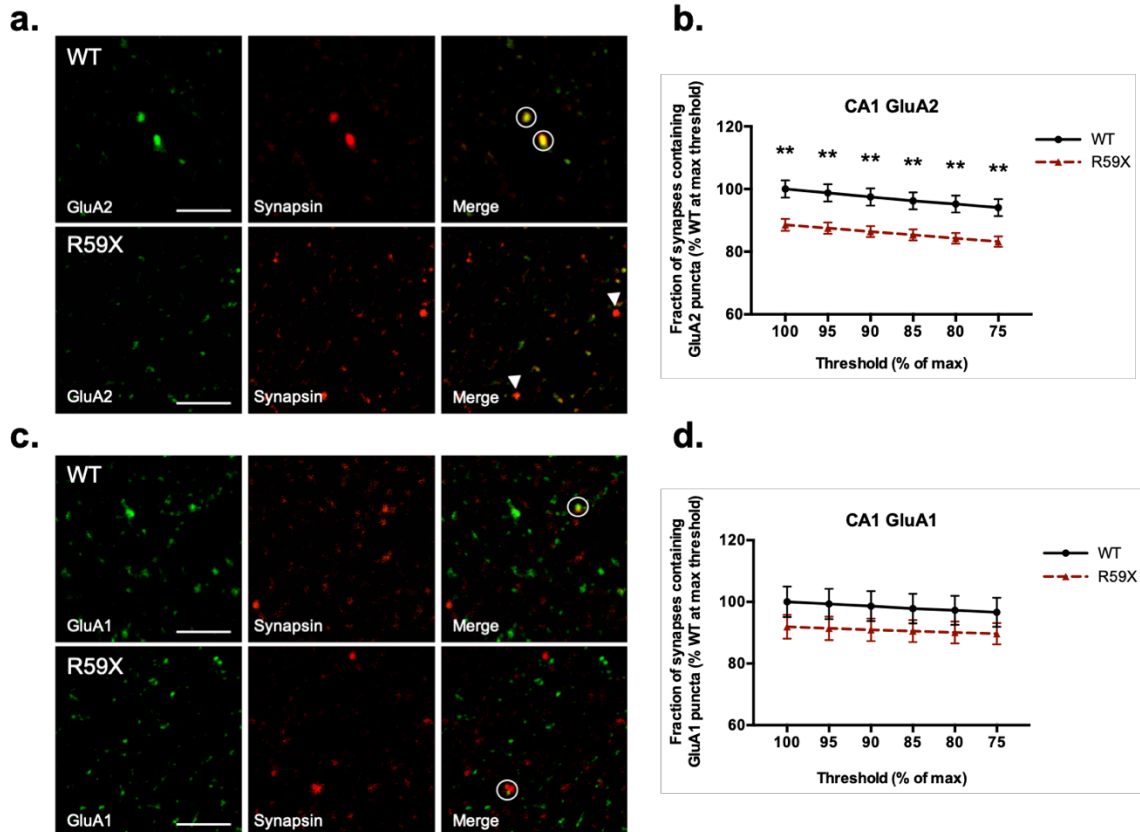 a.
WT
GluA2
Synapsin
Merge
R59X
GluA2
Synapsin
Merge
b.
CA1 GluA2
Fraction of synapses containing
GluA2 puncta (% WT at max threshold)
120
100
80
60
** ** ** ** ** **
WT
R59X
100 95 90 85 80 75
Threshold (% of max)
c.
WT
GluA1
Synapsin
Merge
R59X
GluA1
Synapsin
Merge
d.
CA1 GluA1
Fraction of synapses containing
GluA1 puncta (% WT at max threshold)
120
100
80
60
WT
R59X
100 95 90 85 80 75
Threshold (% of max)